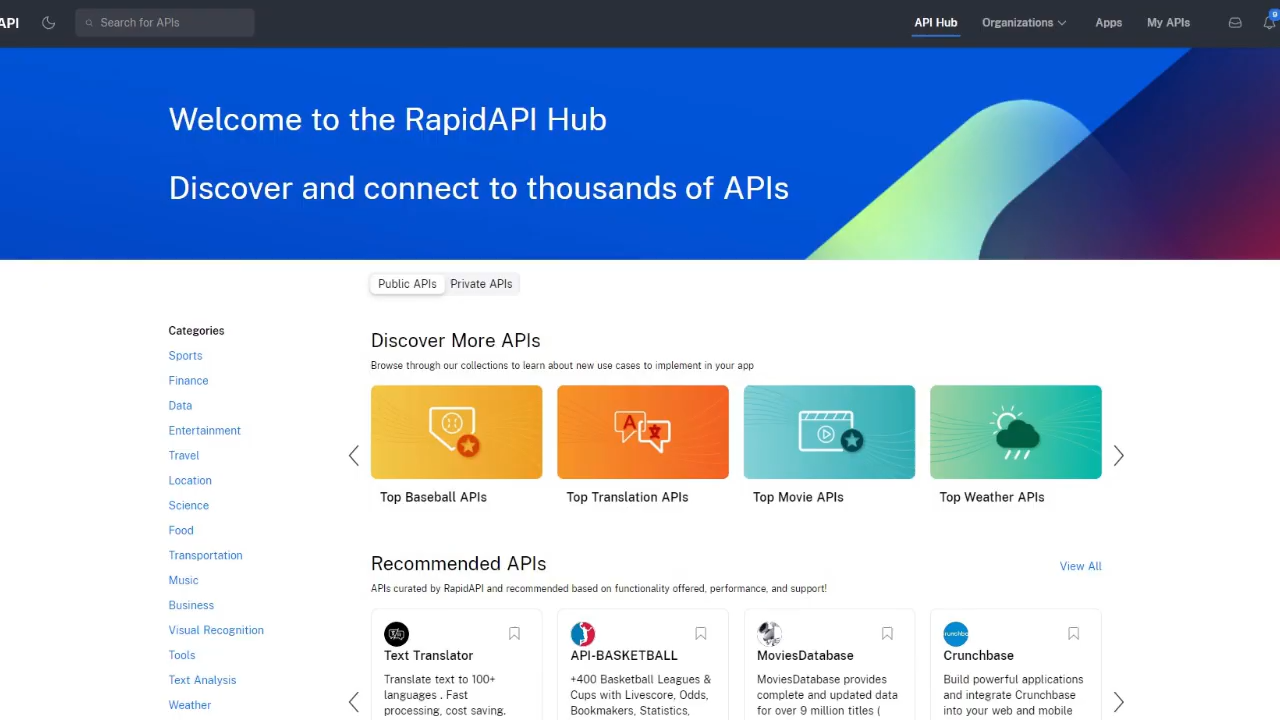 API
Search for APIs
API Hub
Organizations
Apps
My APIs
Welcome to the RapidAPI Hub
Discover and connect to thousands of APIs
Public APIs
Private APIs
Categories
Sports
Finance
Data
Entertainment
Travel
Location
Science
Food
Transportation
Music
Business
Visual Recognition
Tools
Text Analysis
Weather
Discover More APIs
Browse through our collections to learn about new use cases to implement in your app
A
Top Baseball APIs
Top Translation APIs
Top Movie APIs
Top Weather APIs
Recommended APIs
View All
APIs curated by RapidAPI and recommended based on functionality offered, performance, and support!
Text Translator
Translate text to 100+
languages . Fast
processing, cost saving.
API-BASKETBALL
+400 Basketball Leagues &
Cups with Livescore, Odds,
Bookmakers, Statistics,
MoviesDatabase
MoviesDatabase provides
complete and updated data
for over 9 million titles (
Crunchbase
Build powerful applications
and integrate Crunchbase
into your web and mobile